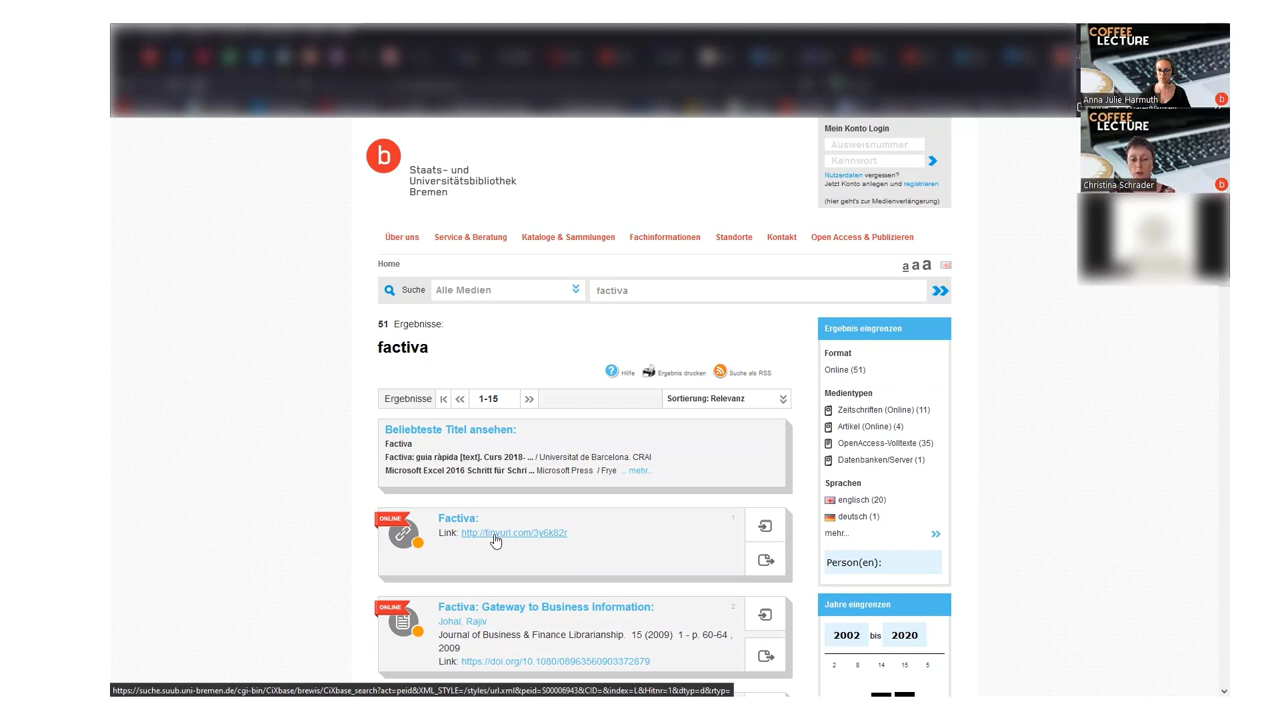 COFFEE
LECTURE
Anna Julie Harmuth
COFFEE
LECTURE
Christina Schrader
b
Staats- und
Universitätsbibliothek
Bremen
Mein Konto Login
Ausweisnummer
Kennwort
Nutzerdaten vergessen?
Jetzt Konto anlegen und registrieren
(hier geht's zur Medienverlängerung)
Über uns Service & Beratung Kataloge & Sammlungen Fachinformationen Standorte Kontakt Open Access & Publizieren
Home
a a a
Suche Alle Medien factiva
51 Ergebnisse:
factiva
Hilfe Ergebnis drucken Suche als RSS
Ergebnisse 1-15 Sortierung: Relevanz
Beliebteste Titel ansehen:
Factiva
Factiva: guia ràpida [text]. Curs 2018- ... / Universitat de Barcelona. CRAI
Microsoft Excel 2016 Schritt für Schri ... Microsoft Press / Frye ... mehr...
ONLINE
Factiva:
1
Link: http://tinyurl.com/3y6k82r
ONLINE
Factiva: Gateway to Business Information:
2
Johal, Rajiv
Journal of Business & Finance Librarianship. 15 (2009) 1 - p. 60-64 ,
2009
Link: https://doi.org/10.1080/08963560903372879
Ergebnis eingrenzen
Format
Online (51)
Medientypen
Zeitschriften (Online) (11)
Artikel (Online) (4)
OpenAccess-Volltexte (35)
Datenbanken/Server (1)
Sprachen
englisch (20)
deutsch (1)
mehr...
Person(en):
Jahre eingrenzen
2002 bis 2020
2 8 14 15 5
https://suche.suub.uni-bremen.de/cgi-bin/CiXbase/brewis/CiXbase_search?act=peid&XML_STYLE=/styles/url.xml&peid=S00006943&CID=&index=L&Hitnr=1&dtyp=d&rtyp=